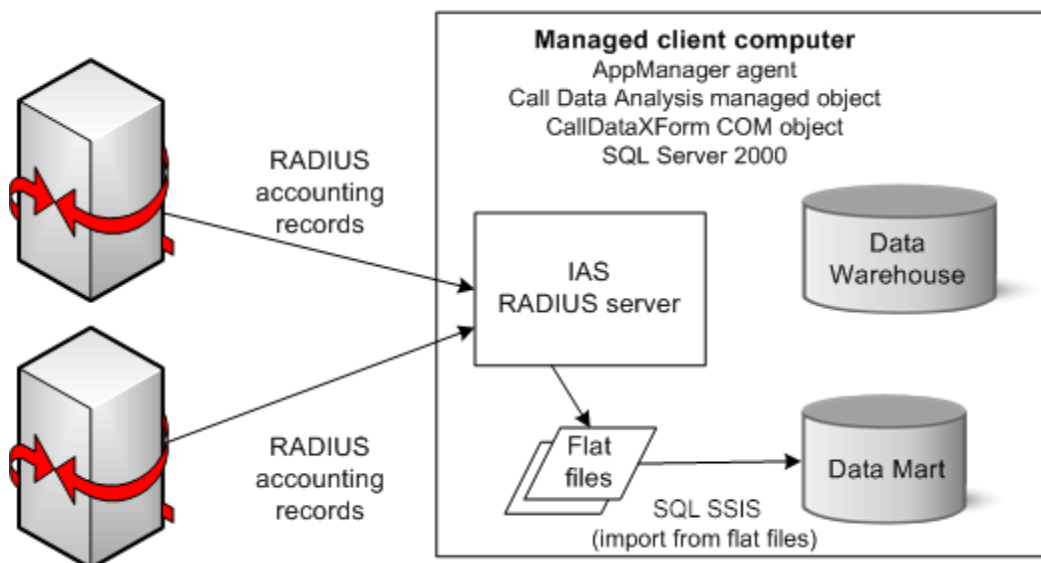 Managed client computer
AppManager agent
Call Data Analysis managed object
CallDataXForm COM object
SQL Server 2000
RADIUS
accounting
records
IAS
RADIUS server
Data
Warehouse
RADIUS
accounting
records
Flat
files
Data Mart
SQL SSIS
(import from flat files)